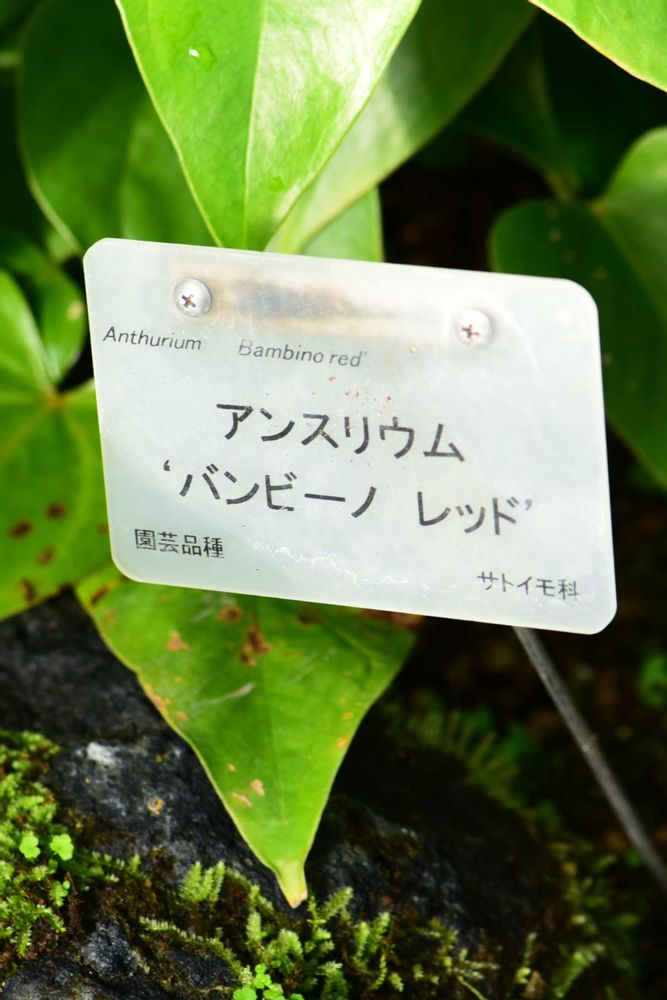 Anthurium Bambino red'
アンスリウム
‘バンビーノ レッド’
園芸品種
サトイモ科